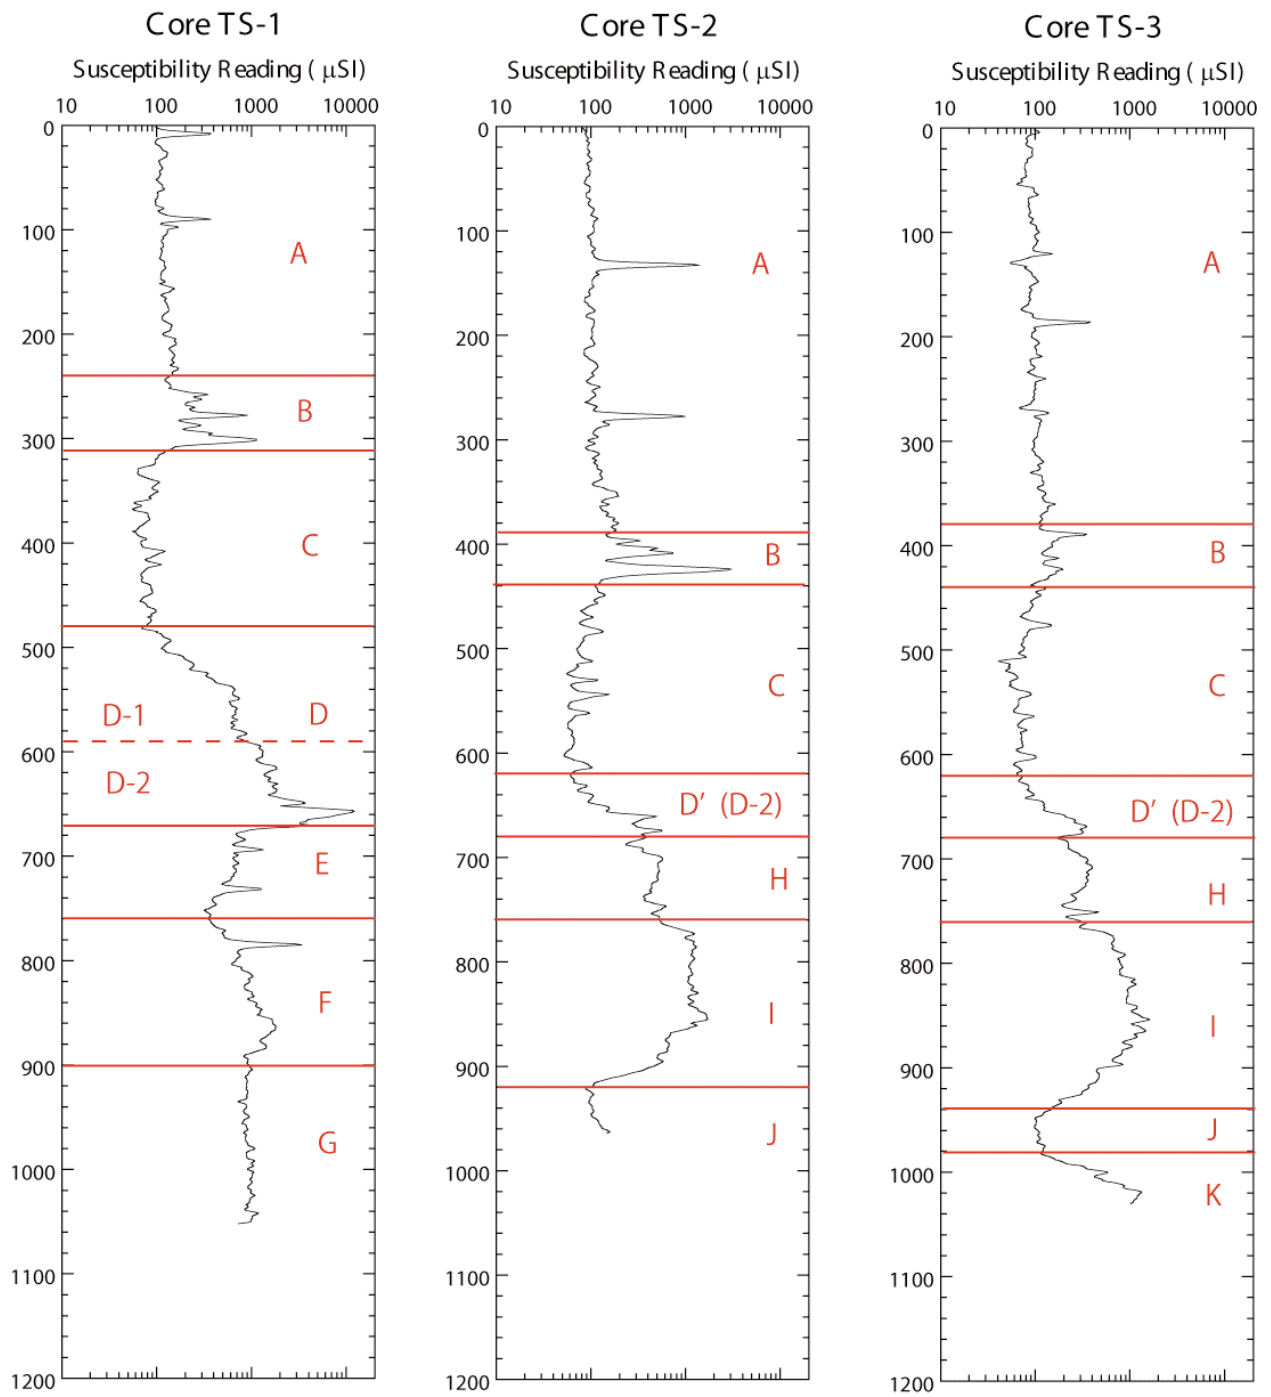 Core TS-1
Susceptibility Reading ( μSI)
10 100 1000 10000
0
100
200
300
400
500
600
700
800
900
1000
1100
1200
A
B
C
D-1 D
D-2
E
F
G
Core TS-2
Susceptibility Reading ( μSI)
10 100 1000 10000
0
100
200
300
400
500
600
700
800
900
1000
1100
1200
A
B
C
D' (D-2)
H
I
J
Core TS-3
Susceptibility Reading ( μSI)
10 100 1000 10000
0
100
200
300
400
500
600
700
800
900
1000
1100
1200
A
B
C
D' (D-2)
H
I
J
K